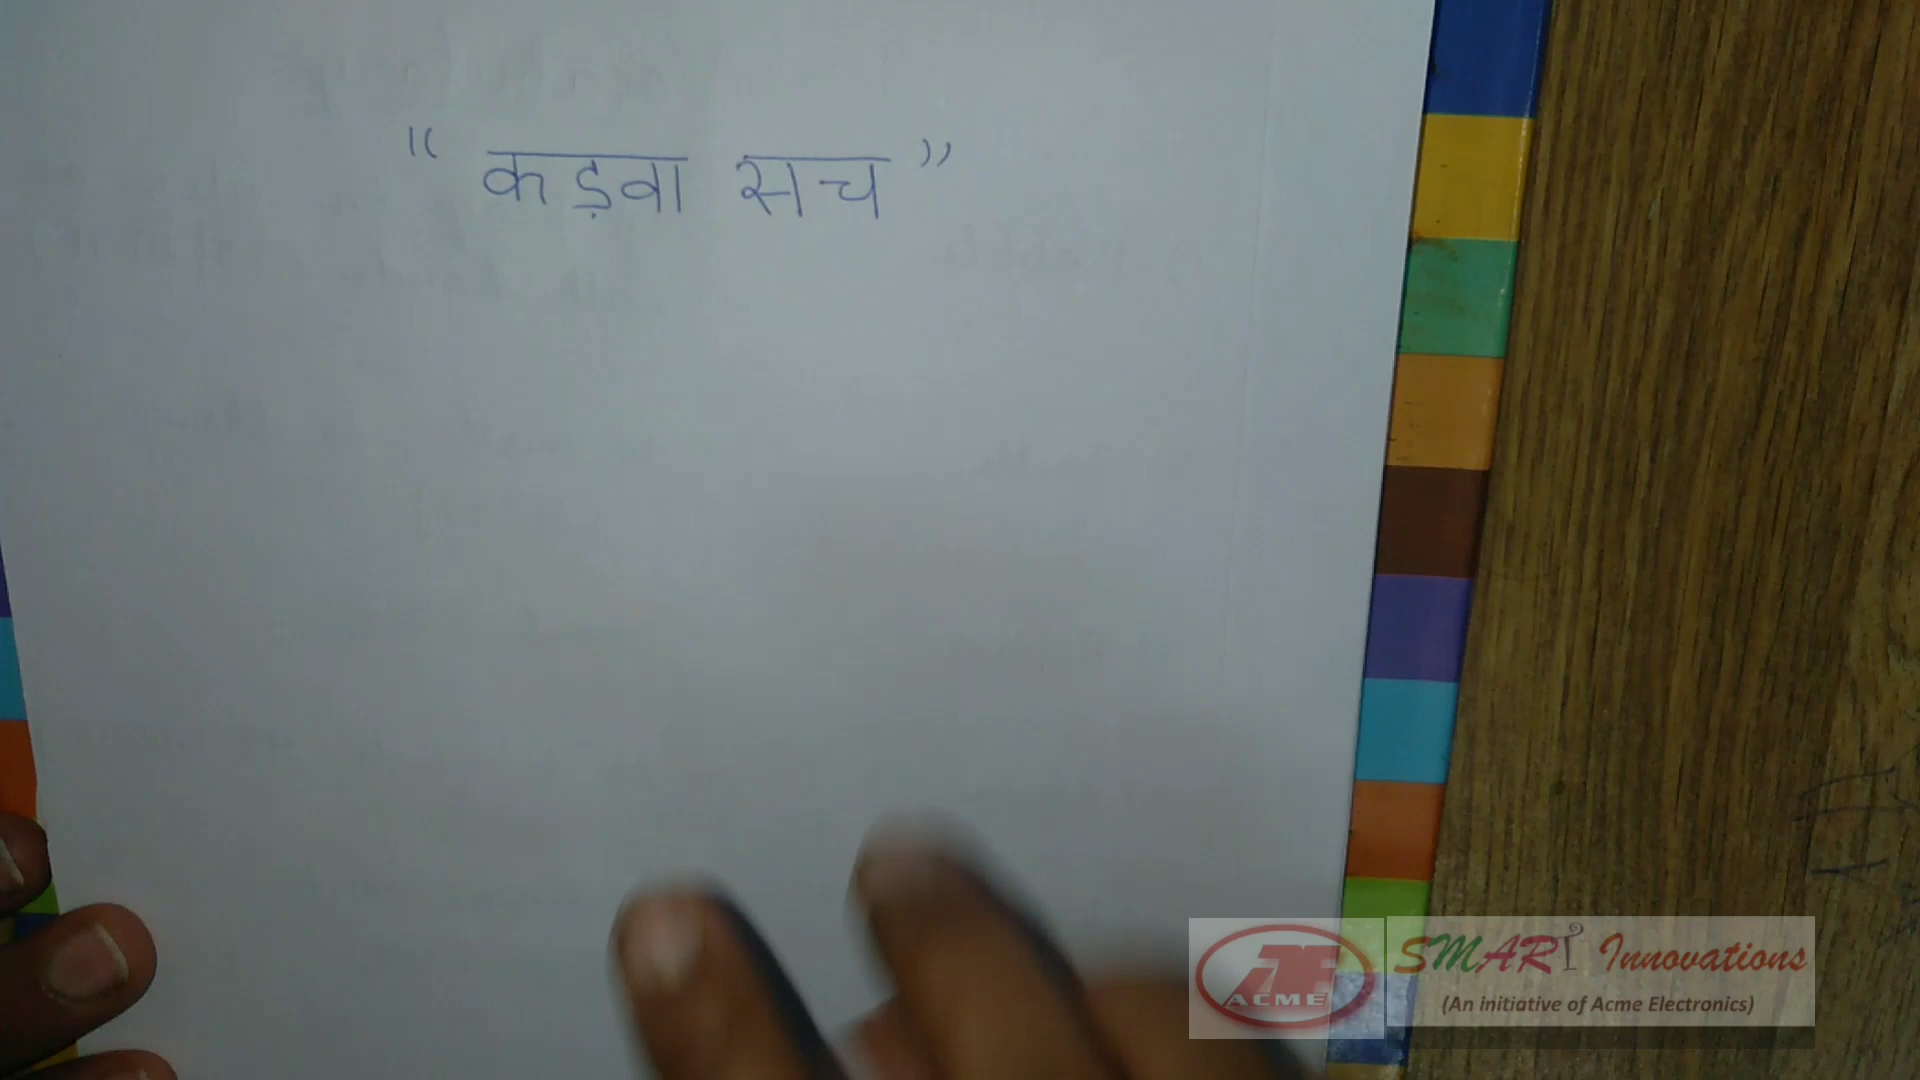 “ कड़वा सच ”
ACME
SMART Innovations
(An initiative of Acme Electronics)